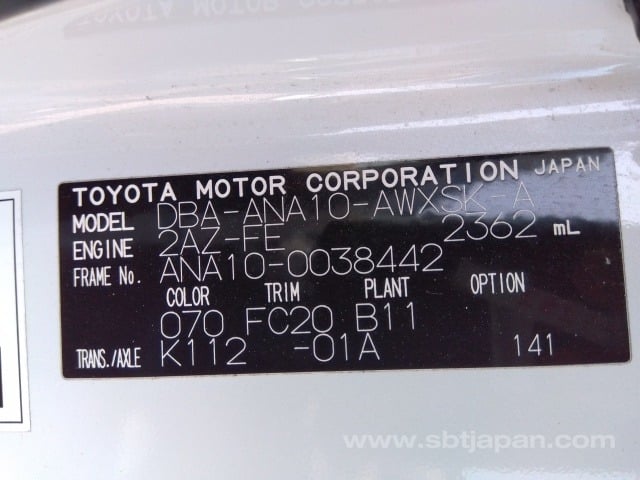 TOYOTA MOTOR CORPORATION JAPAN
MODEL DBA-ANA10-AWXSK-A
ENGINE 2AZ-FE 2362 mL
FRAME No. ANA10-0038442
COLOR TRIM PLANT OPTION
070 FC20 B11
TRANS./AXLE K112 -01A 141
www.sbtjapan.com